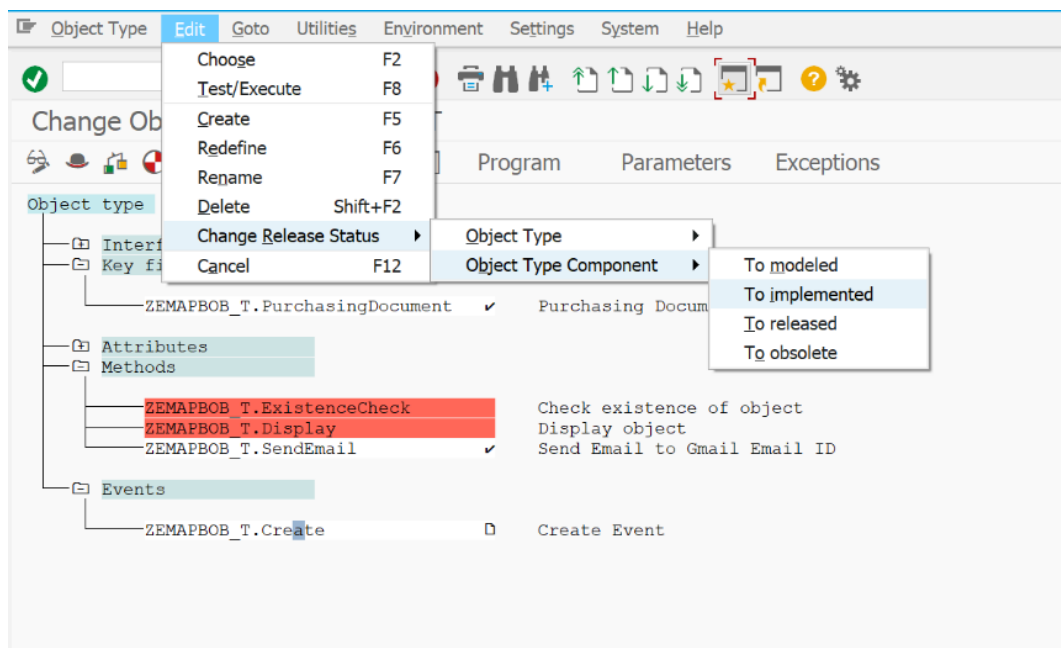 Object Type Edit Goto Utilities Environment Settings System Help
Choose F2
Test/Execute F8
Change Ob
Create F5
Redefine F6
Program Parameters Exceptions
Rename F7
Object type
Delete Shift+F2
Change Release Status
Object Type
Interf
Key fi
Cancel F12
Object Type Component
To modeled
To implemented
ZEMAPBOB_T.PurchasingDocument
Purchasing Docum
To released
Attributes
To obsolete
Methods
ZEMAPBOB_T.ExistenceCheck Check existence of object
ZEMAPBOB_T.Display Display object
ZEMAPBOB_T.SendEmail Send Email to Gmail Email ID
Events
ZEMAPBOB_T.Create Create Event